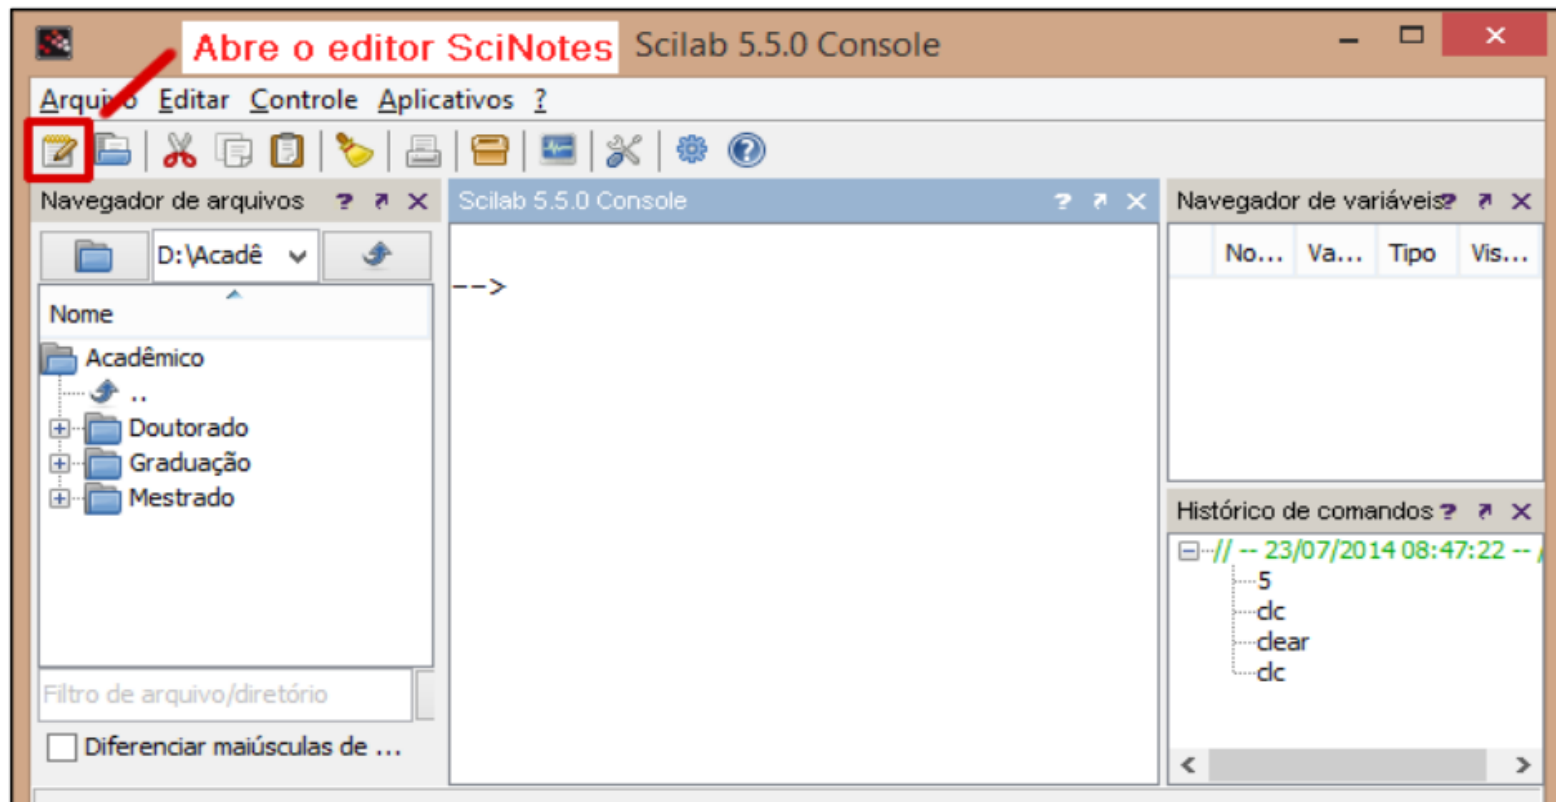 Abre o editor SciNotes
Scilab 5.5.0 Console
Arquivo Editar Controle Aplicativos ?
Navegador de arquivos
D:\Acadê
Nome
Acadêmico
..
Doutorado
Graduação
Mestrado
Filtro de arquivo/diretório
Diferenciar maiúsculas de ...
Scilab 5.5.0 Console
-->
Navegador de variáveis
No... Va... Tipo Vis...
Histórico de comandos
// -- 23/07/2014 08:47:22 -- /
5
clc
clear
clc